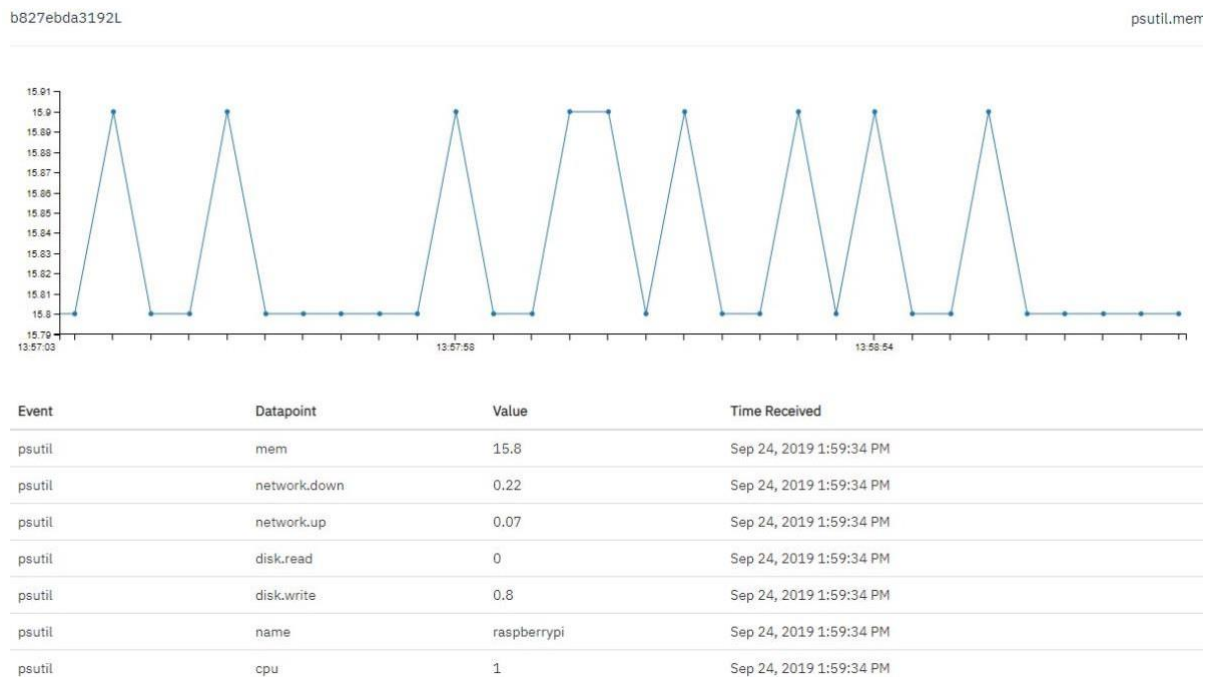 b827ebda3192L psutil.mem
15.91
15.9
15.89
15.88
15.87
15.86
15.85
15.84
15.83
15.82
15.81
15.8
15.79
13:57:03 13:57:58 13:58:54
Event Datapoint Value Time Received
psutil mem 15.8 Sep 24, 2019 1:59:34 PM
psutil network.down 0.22 Sep 24, 2019 1:59:34 PM
psutil network.up 0.07 Sep 24, 2019 1:59:34 PM
psutil disk.read 0 Sep 24, 2019 1:59:34 PM
psutil disk.write 0.8 Sep 24, 2019 1:59:34 PM
psutil name raspberrypi Sep 24, 2019 1:59:34 PM
psutil cpu 1 Sep 24, 2019 1:59:34 PM